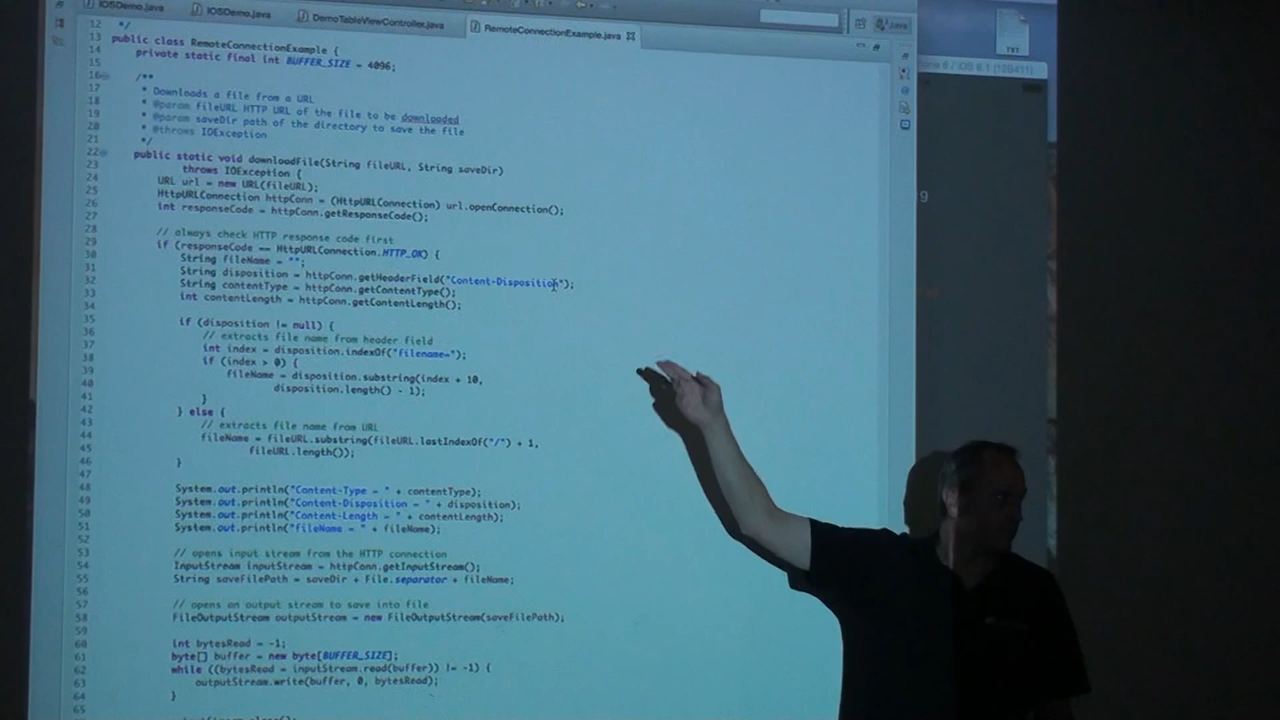 IOSDemo.java IOSDemo.java DemoTableViewController.java RemoteConnectionExample.java Java
TXT
12 */
13 public class RemoteConnectionExample {
14 private static final int BUFFER_SIZE = 4096;
15
16 /**
17 * Downloads a file from a URL
18 * @param fileURL HTTP URL of the file to be downloaded
19 * @param saveDir path of the directory to save the file
20 * @throws IOException
21 */
22 public static void downloadFile(String fileURL, String saveDir)
23 throws IOException {
24 URL url = new URL(fileURL);
25 HttpURLConnection httpConn = (HttpURLConnection) url.openConnection();
26 int responseCode = httpConn.getResponseCode();
27
28 // always check HTTP response code first
29 if (responseCode == HttpURLConnection.HTTP_OK) {
30 String fileName = "";
31 String disposition = httpConn.getHeaderField("Content-Disposition");
32 String contentType = httpConn.getContentType();
33 int contentLength = httpConn.getContentLength();
34
35 if (disposition != null) {
36 // extracts file name from header field
37 int index = disposition.indexOf("filename=");
38 if (index > 0) {
39 fileName = disposition.substring(index + 10,
40 disposition.length() - 1);
41 }
42 } else {
43 // extracts file name from URL
44 fileName = fileURL.substring(fileURL.lastIndexOf("/") + 1,
45 fileURL.length());
46 }
47
48 System.out.println("Content-Type = " + contentType);
49 System.out.println("Content-Disposition = " + disposition);
50 System.out.println("Content-Length = " + contentLength);
51 System.out.println("fileName = " + fileName);
52
53 // opens input stream from the HTTP connection
54 InputStream inputStream = httpConn.getInputStream();
55 String saveFilePath = saveDir + File.separator + fileName;
56
57 // opens an output stream to save into file
58 FileOutputStream outputStream = new FileOutputStream(saveFilePath);
59
60 int bytesRead = -1;
61 byte[] buffer = new byte[BUFFER_SIZE];
62 while ((bytesRead = inputStream.read(buffer)) != -1) {
63 outputStream.write(buffer, 0, bytesRead);
64 }
65